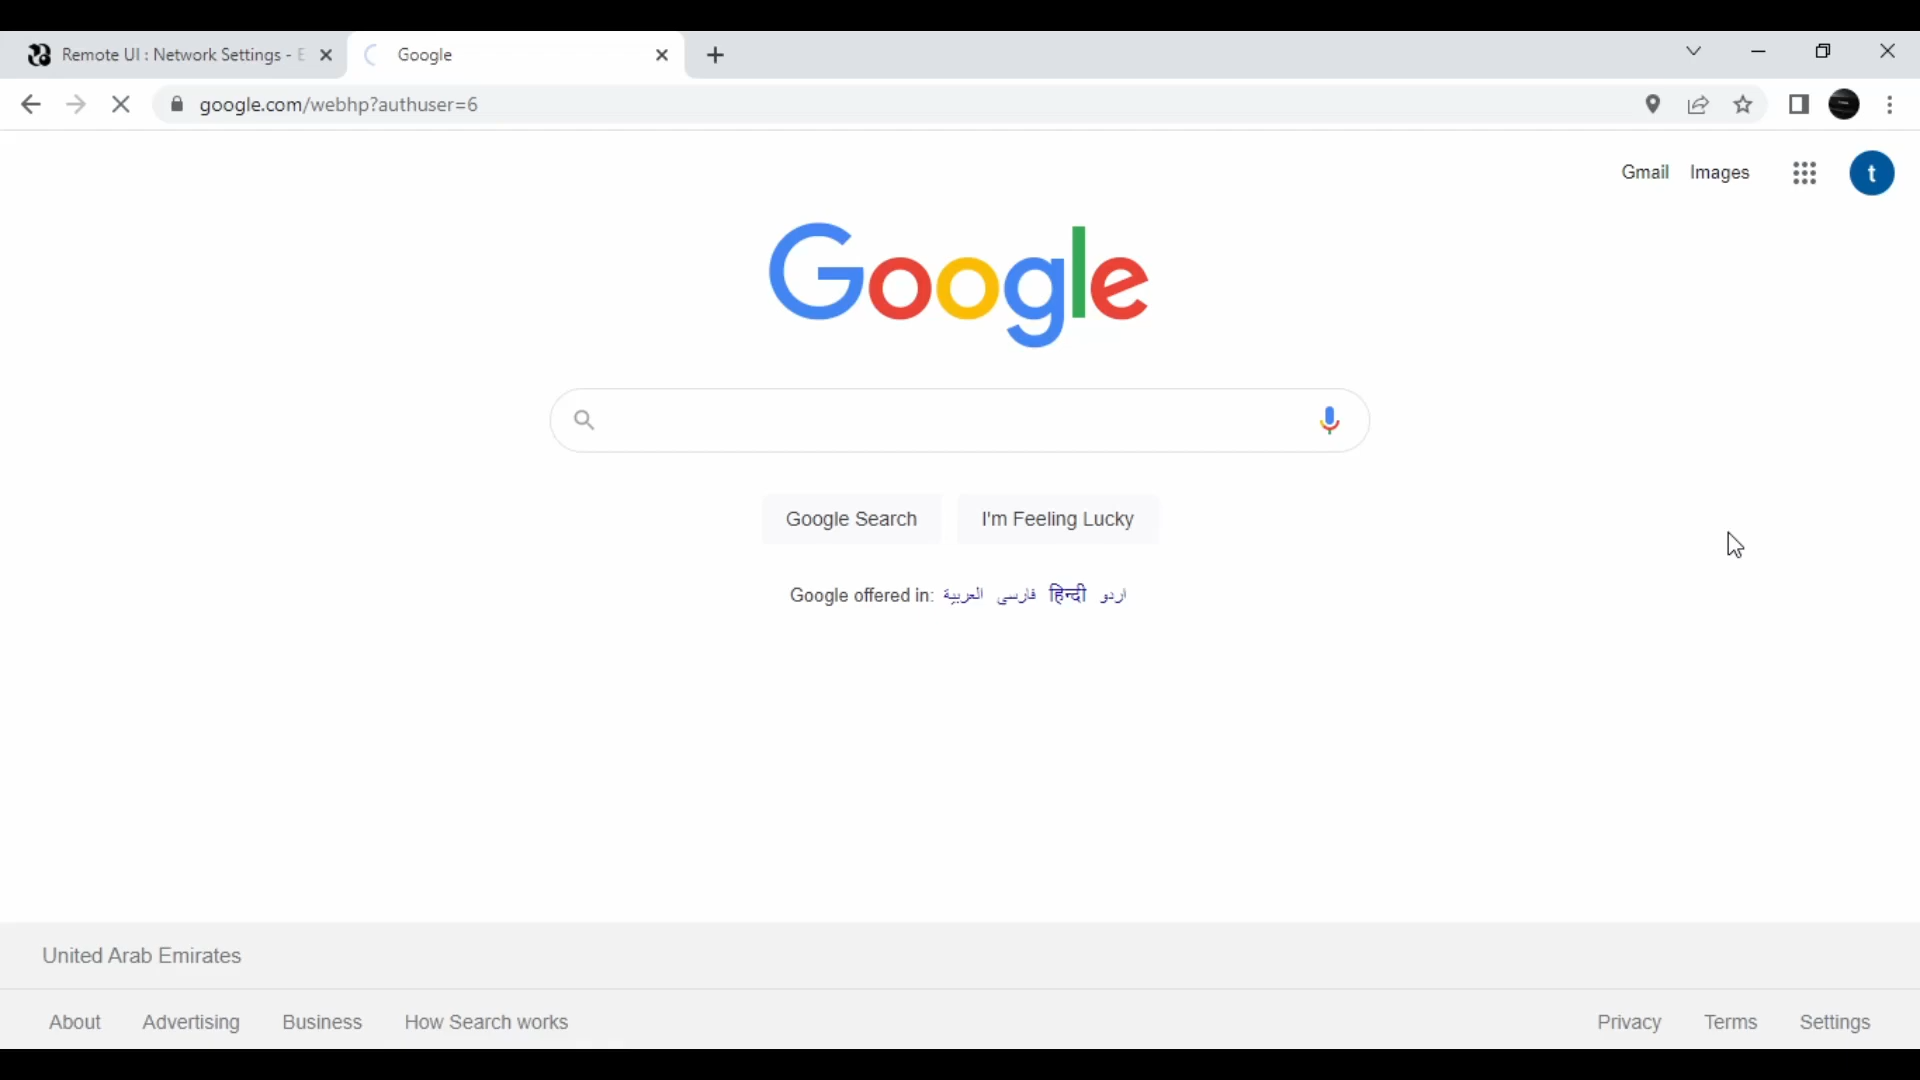 Remote UI : Network Settings - E
Google
google.com/webhp?authuser=6
Gmail Images
t
Google
Google Search I'm Feeling Lucky
Google offered in: العربية فارسی हिन्दी اردو
United Arab Emirates
About Advertising Business How Search works Privacy Terms Settings